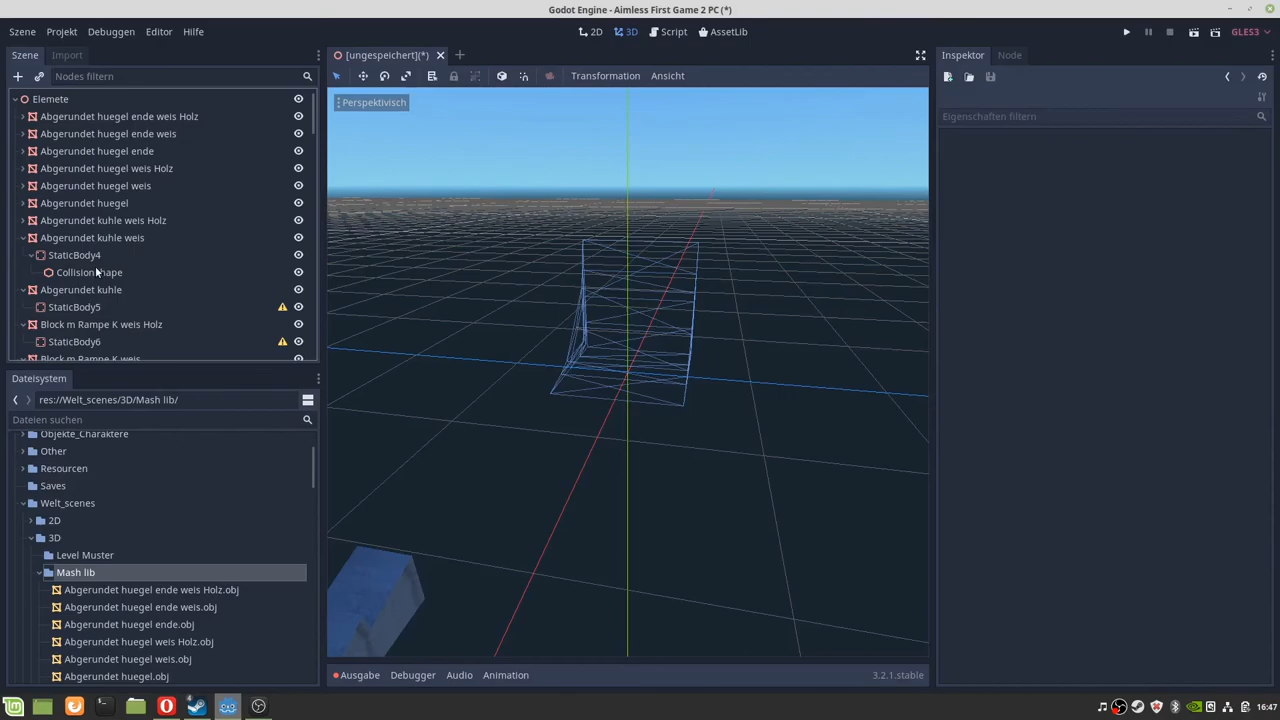 Godot Engine - Aimless First Game 2 PC (*)
Szene Projekt Debuggen Editor Hilfe
2D 3D Script AssetLib
GLES3
Szene Import
Nodes filtern
Elemete
Abgerundet huegel ende weis Holz
Abgerundet huegel ende weis
Abgerundet huegel ende
Abgerundet huegel weis Holz
Abgerundet huegel weis
Abgerundet huegel
Abgerundet kuhle weis Holz
Abgerundet kuhle weis
StaticBody4
CollisionShape
Abgerundet kuhle
StaticBody5
Block m Rampe K weis Holz
StaticBody6
Block m Rampe K weis
Dateisystem
res://Welt_scenes/3D/Mash lib/
Dateien suchen
Objekte_Charaktere
Other
Resourcen
Saves
Welt_scenes
2D
3D
Level Muster
Mash lib
Abgerundet huegel ende weis Holz.obj
Abgerundet huegel ende weis.obj
Abgerundet huegel ende.obj
Abgerundet huegel weis Holz.obj
Abgerundet huegel weis.obj
Abgerundet huegel.obj
[ungespeichert](*)
Transformation Ansicht
Perspektivisch
Ausgabe Debugger Audio Animation
3.2.1.stable
Inspektor Node
Eigenschaften filtern
16:47